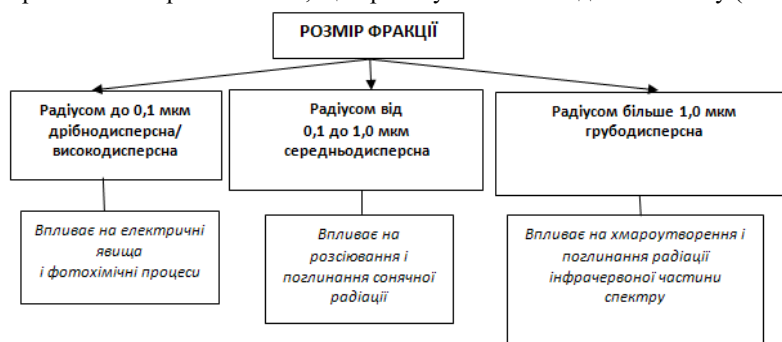 РОЗМІР ФРАКЦІЇ
Радіусом до 0,1 мкм
дрібнодисперсна/
високодисперсна
Радіусом від
0,1 до 1,0 мкм
середньодисперсна
Радіусом більше 1,0 мкм
грубодисперсна
Впливає на електричні
явища
і фотохімічні процеси
Впливає на
розсіювання і
поглинання сонячної
радіації
Впливає на хмароутворення і
поглинання радіації
інфрачервоної частини
спектру